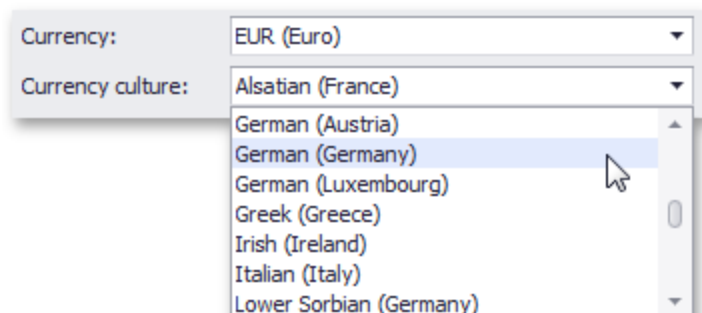 Currency: EUR (Euro)
Currency culture: Alsatian (France)
German (Austria)
German (Germany)
German (Luxembourg)
Greek (Greece)
Irish (Ireland)
Italian (Italy)
Lower Sorbian (Germany)